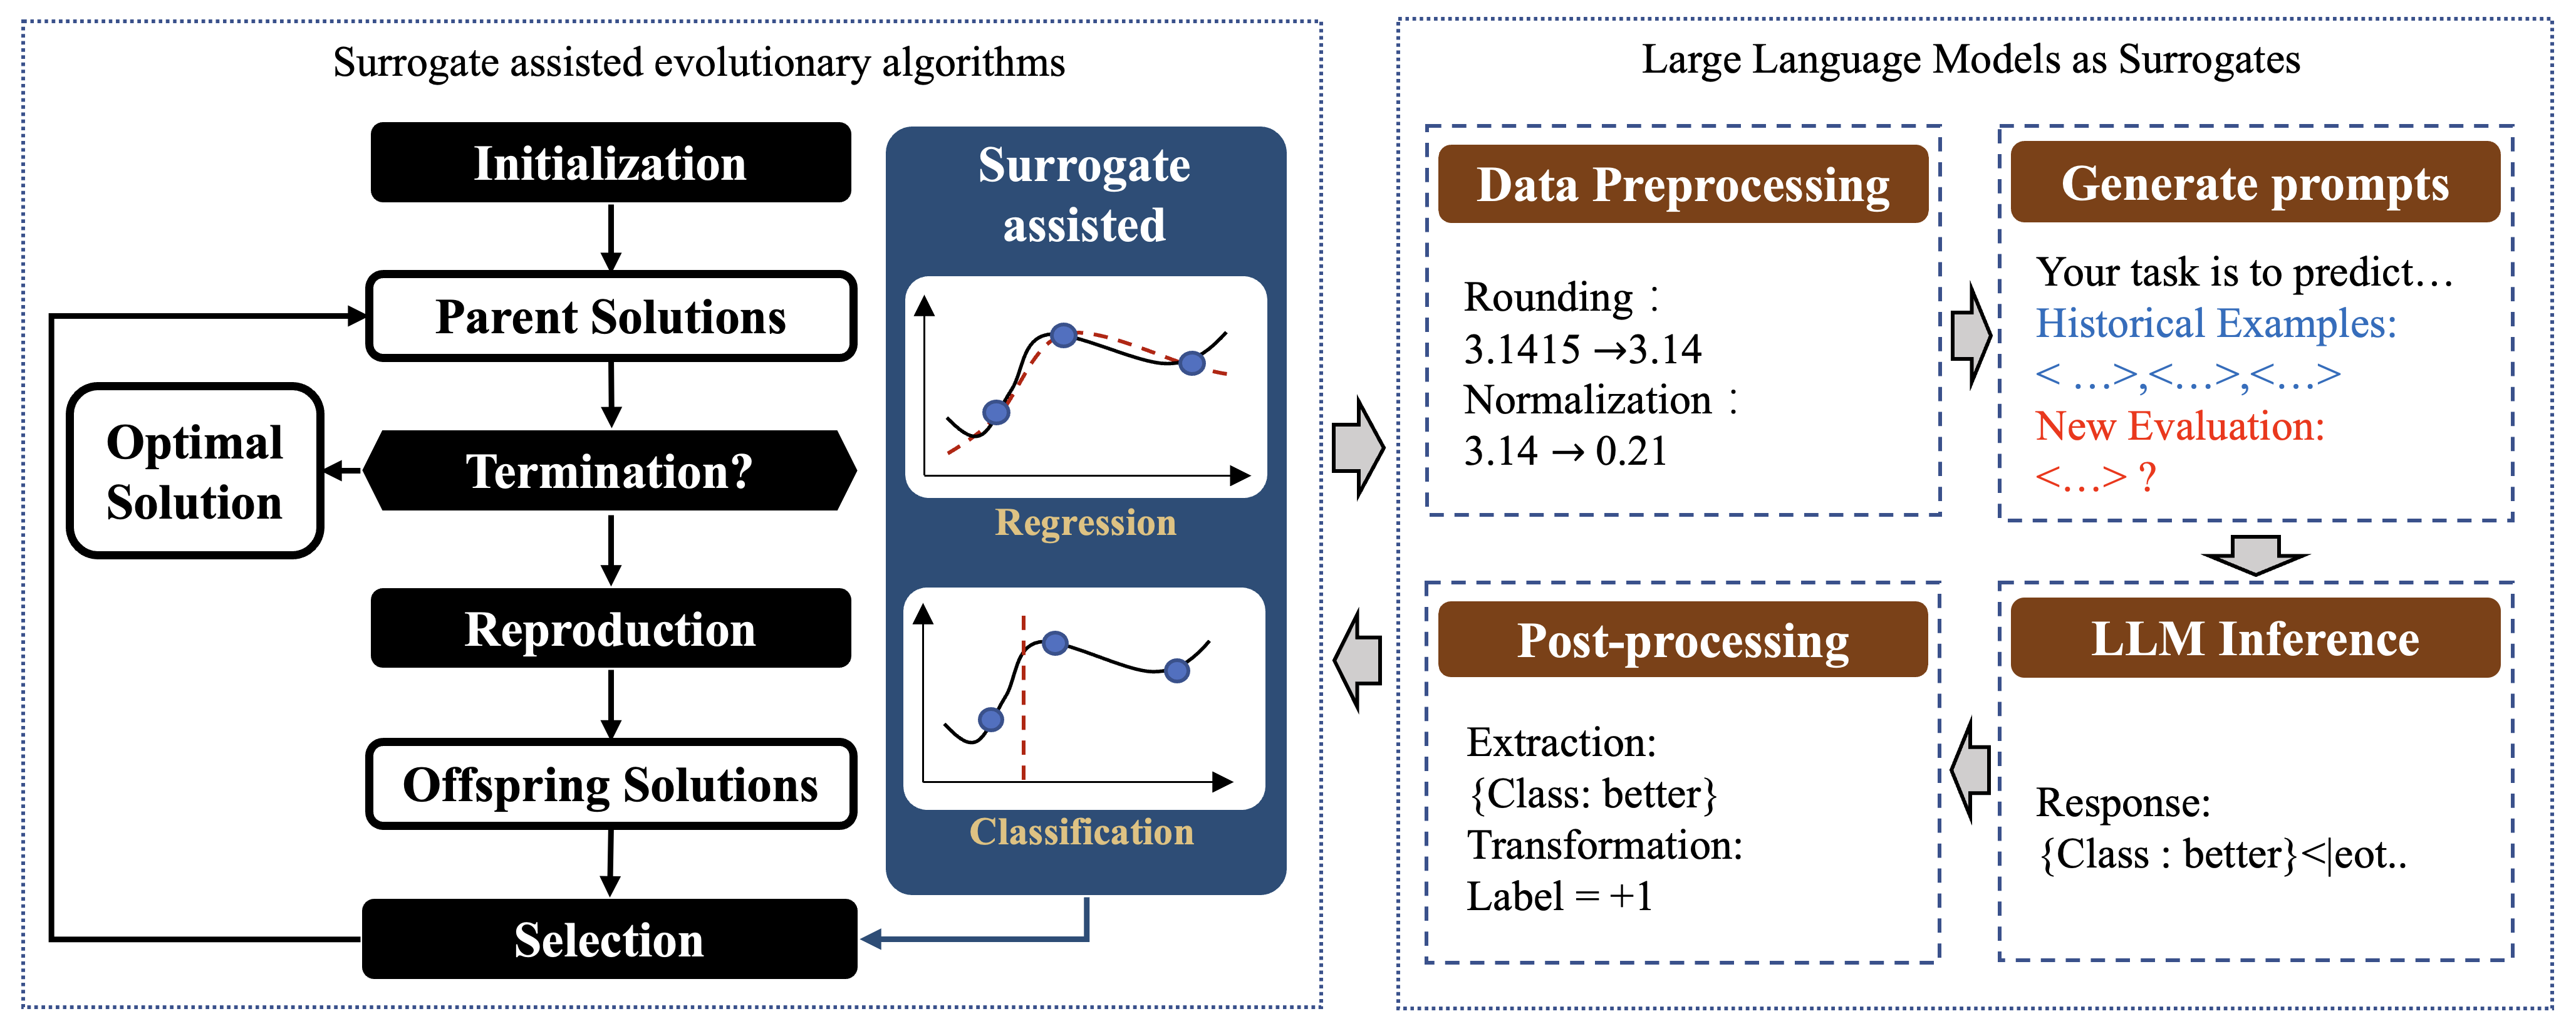 Surrogate assisted evolutionary algorithms
Initialization
Parent Solutions
Termination?
Optimal
Solution
Reproduction
Offspring Solutions
Selection
Surrogate
assisted
Regression
Classification
Large Language Models as Surrogates
Data Preprocessing
Rounding：
3.1415 →3.14
Normalization：
3.14 → 0.21
Generate prompts
Your task is to predict…
Historical Examples:
< …>,<…>,<…>
New Evaluation:
<…> ?
LLM Inference
Response:
{Class : better}<|eot..
Post-processing
Extraction:
{Class: better}
Transformation:
Label = +1